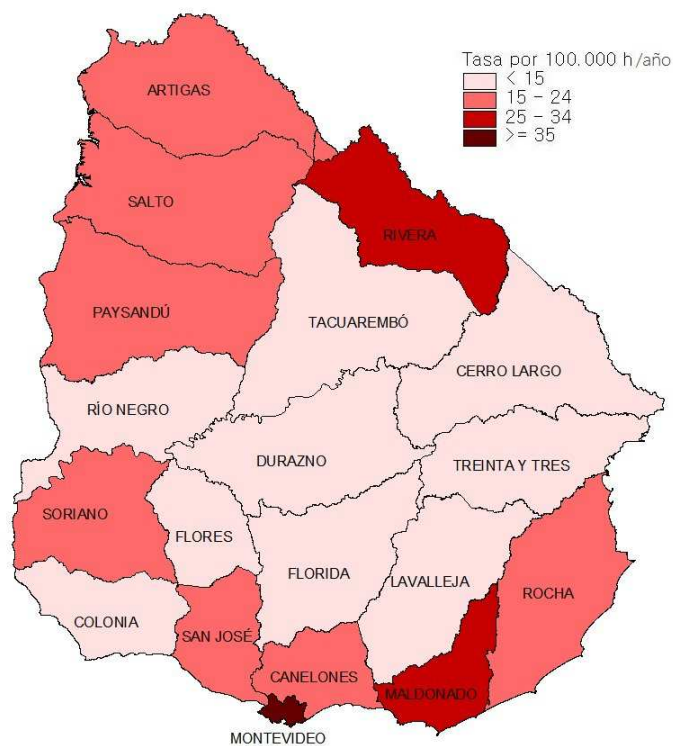 Tasa por 100.000 h/año
< 15
15 - 24
25 - 34
>= 35
ARTIGAS
SALTO
RIVERA
PAYSANDÚ
TACUAREMBÓ
CERRO LARGO
RÍO NEGRO
DURAZNO
TREINTA Y TRES
SORIANO
FLORES
FLORIDA
LAVALLEJA
ROCHA
COLONIA
SAN JOSÉ
CANELONES
MALDONADO
MONTEVIDEO